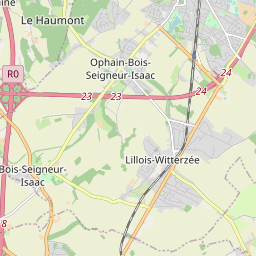 Le Haumont
Ophain-Bois-
Seigneur-Isaac
R0
24
23
23
24
Lillois-Witterzée
Bois-Seigneur-
Isaac
8